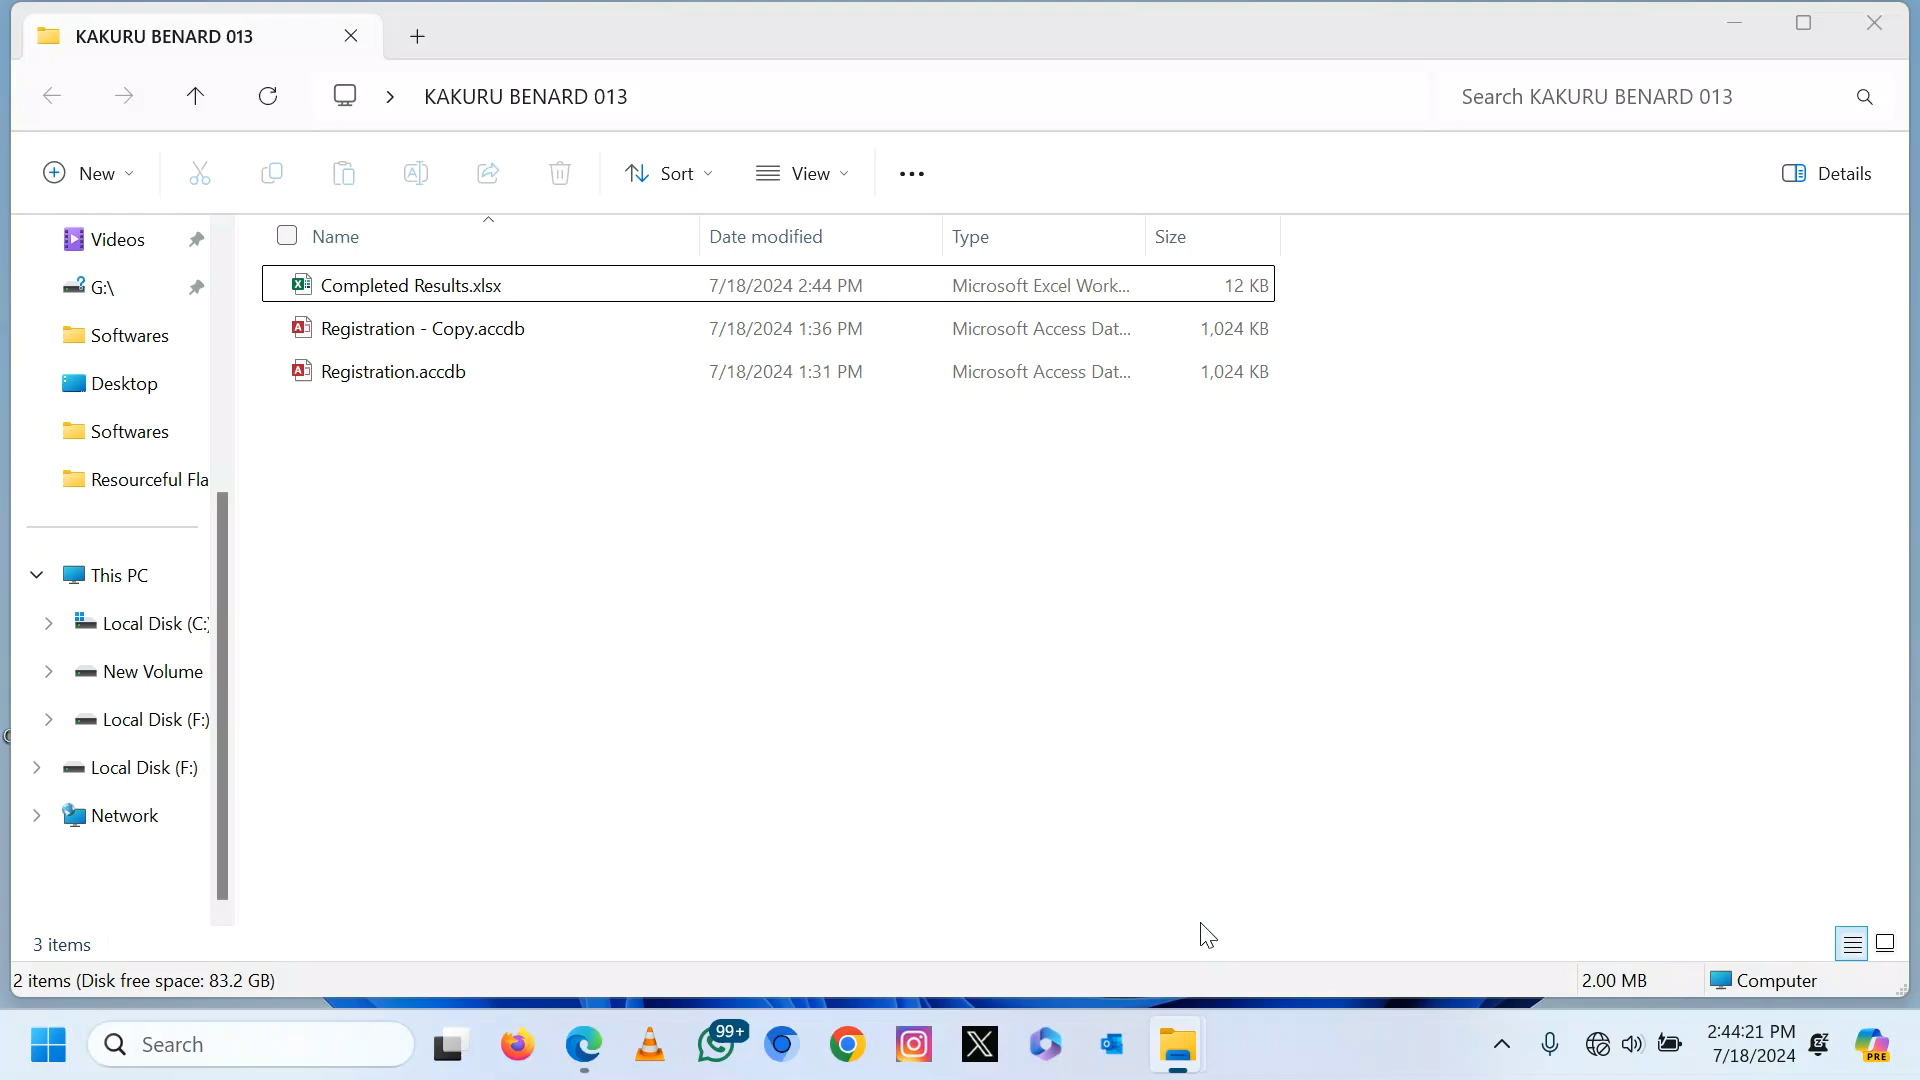 KAKURU BENARD 013
KAKURU BENARD 013
Search KAKURU BENARD 013
New
Sort
View
Details
Name
Date modified
Type
Size
Completed Results.xlsx
7/18/2024 2:44 PM
Microsoft Excel Work...
12 KB
Registration - Copy.accdb
7/18/2024 1:36 PM
Microsoft Access Dat...
1,024 KB
Registration.accdb
7/18/2024 1:31 PM
Microsoft Access Dat...
1,024 KB
Videos
G:\
Softwares
Desktop
Softwares
Resourceful Fla
This PC
Local Disk (C:)
New Volume
Local Disk (F:)
Local Disk (F:)
Network
3 items
2 items (Disk free space: 83.2 GB)
2.00 MB
Computer
Search
99+
2:44:21 PM
7/18/2024
PRE